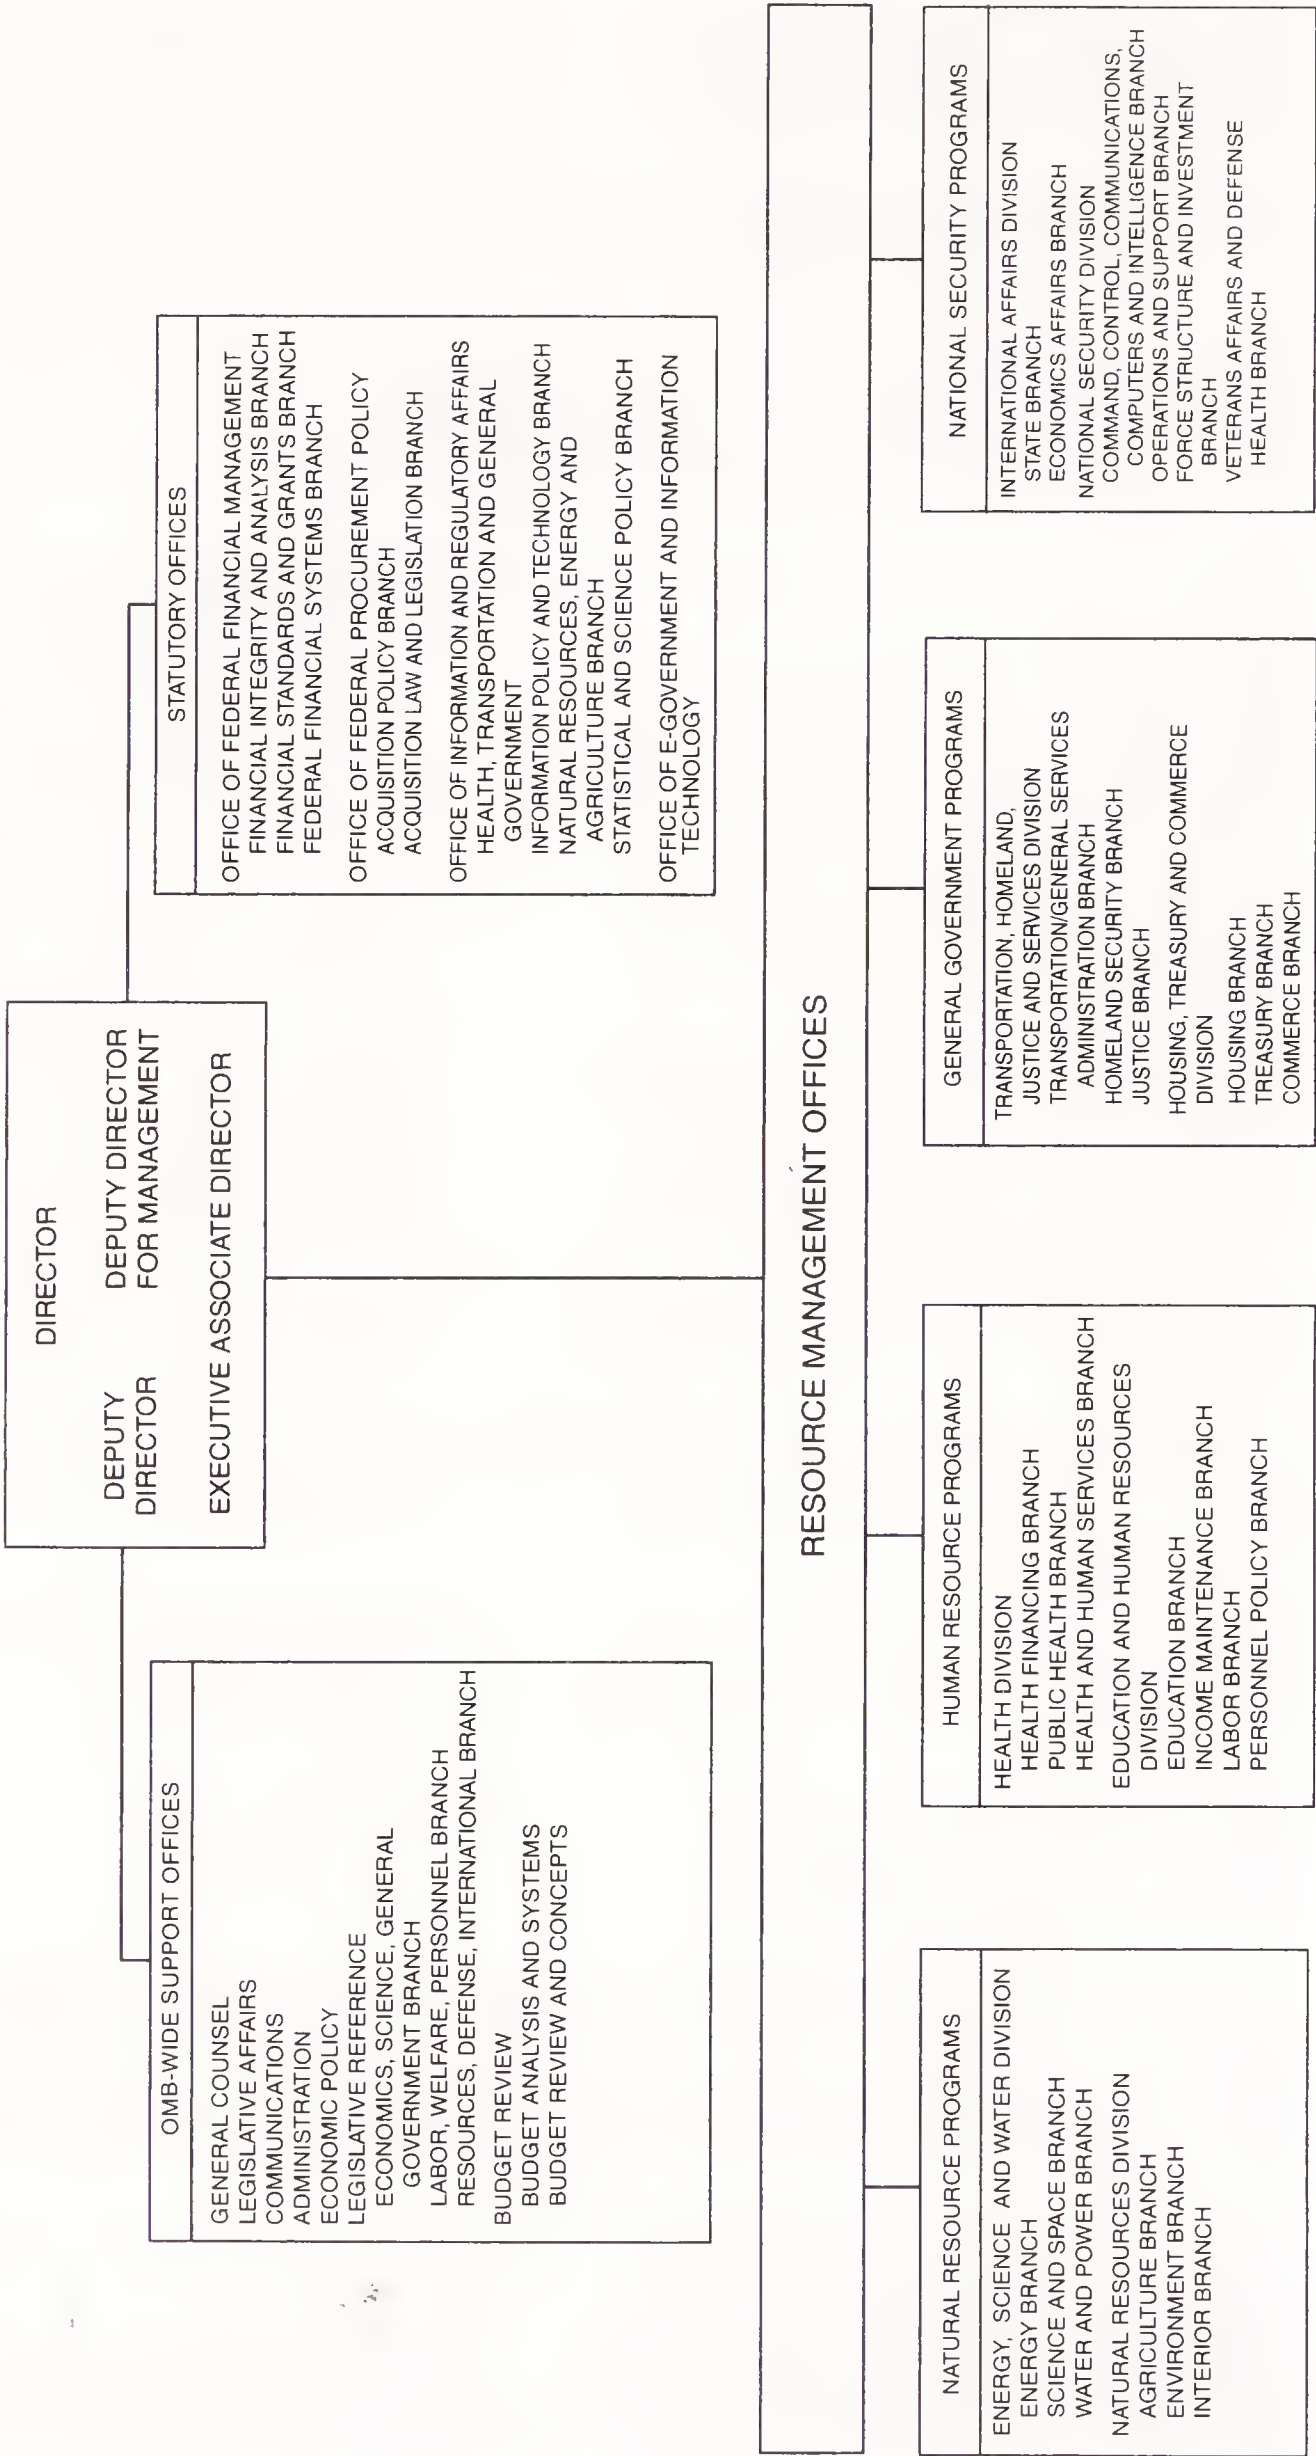 DIRECTOR
DEPUTY
DIRECTOR
DEPUTY DIRECTOR
FOR MANAGEMENT
EXECUTIVE ASSOCIATE DIRECTOR
OMB-WIDE SUPPORT OFFICES
GENERAL COUNSEL
LEGISLATIVE AFFAIRS
COMMUNICATIONS
ADMINISTRATION
ECONOMIC POLICY
LEGISLATIVE REFERENCE
ECONOMICS, SCIENCE, GENERAL
GOVERNMENT BRANCH
LABOR, WELFARE, PERSONNEL BRANCH
RESOURCES, DEFENSE, INTERNATIONAL BRANCH
BUDGET REVIEW
BUDGET ANALYSIS AND SYSTEMS
BUDGET REVIEW AND CONCEPTS
STATUTORY OFFICES
OFFICE OF FEDERAL FINANCIAL MANAGEMENT
FINANCIAL INTEGRITY AND ANALYSIS BRANCH
FINANCIAL STANDARDS AND GRANTS BRANCH
FEDERAL FINANCIAL SYSTEMS BRANCH
OFFICE OF FEDERAL PROCUREMENT POLICY
ACQUISITION POLICY BRANCH
ACQUISITION LAW AND LEGISLATION BRANCH
OFFICE OF INFORMATION AND REGULATORY AFFAIRS
HEALTH, TRANSPORTATION AND GENERAL
GOVERNMENT
INFORMATION POLICY AND TECHNOLOGY BRANCH
NATURAL RESOURCES, ENERGY AND
AGRICULTURE BRANCH
STATISTICAL AND SCIENCE POLICY BRANCH
OFFICE OF E-GOVERNMENT AND INFORMATION
TECHNOLOGY
RESOURCE MANAGEMENT OFFICES
NATURAL RESOURCE PROGRAMS
ENERGY, SCIENCE AND WATER DIVISION
ENERGY BRANCH
SCIENCE AND SPACE BRANCH
WATER AND POWER BRANCH
NATURAL RESOURCES DIVISION
AGRICULTURE BRANCH
ENVIRONMENT BRANCH
INTERIOR BRANCH
HUMAN RESOURCE PROGRAMS
HEALTH DIVISION
HEALTH FINANCING BRANCH
PUBLIC HEALTH BRANCH
HEALTH AND HUMAN SERVICES BRANCH
EDUCATION AND HUMAN RESOURCES
DIVISION
EDUCATION BRANCH
INCOME MAINTENANCE BRANCH
LABOR BRANCH
PERSONNEL POLICY BRANCH
GENERAL GOVERNMENT PROGRAMS
TRANSPORTATION, HOMELAND,
JUSTICE AND SERVICES DIVISION
TRANSPORTATION/GENERAL SERVICES
ADMINISTRATION BRANCH
HOMELAND SECURITY BRANCH
JUSTICE BRANCH
HOUSING, TREASURY AND COMMERCE
DIVISION
HOUSING BRANCH
TREASURY BRANCH
COMMERCE BRANCH
NATIONAL SECURITY PROGRAMS
INTERNATIONAL AFFAIRS DIVISION
STATE BRANCH
ECONOMICS AFFAIRS BRANCH
NATIONAL SECURITY DIVISION
COMMAND, CONTROL, COMMUNICATIONS,
COMPUTERS AND INTELLIGENCE BRANCH
OPERATIONS AND SUPPORT BRANCH
FORCE STRUCTURE AND INVESTMENT
BRANCH
VETERANS AFFAIRS AND DEFENSE
HEALTH BRANCH